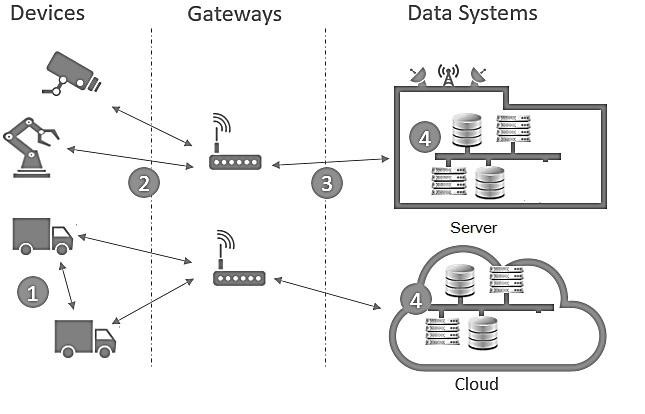 Devices
Gateways
Data Systems
4
2
3
Server
1
4
Cloud